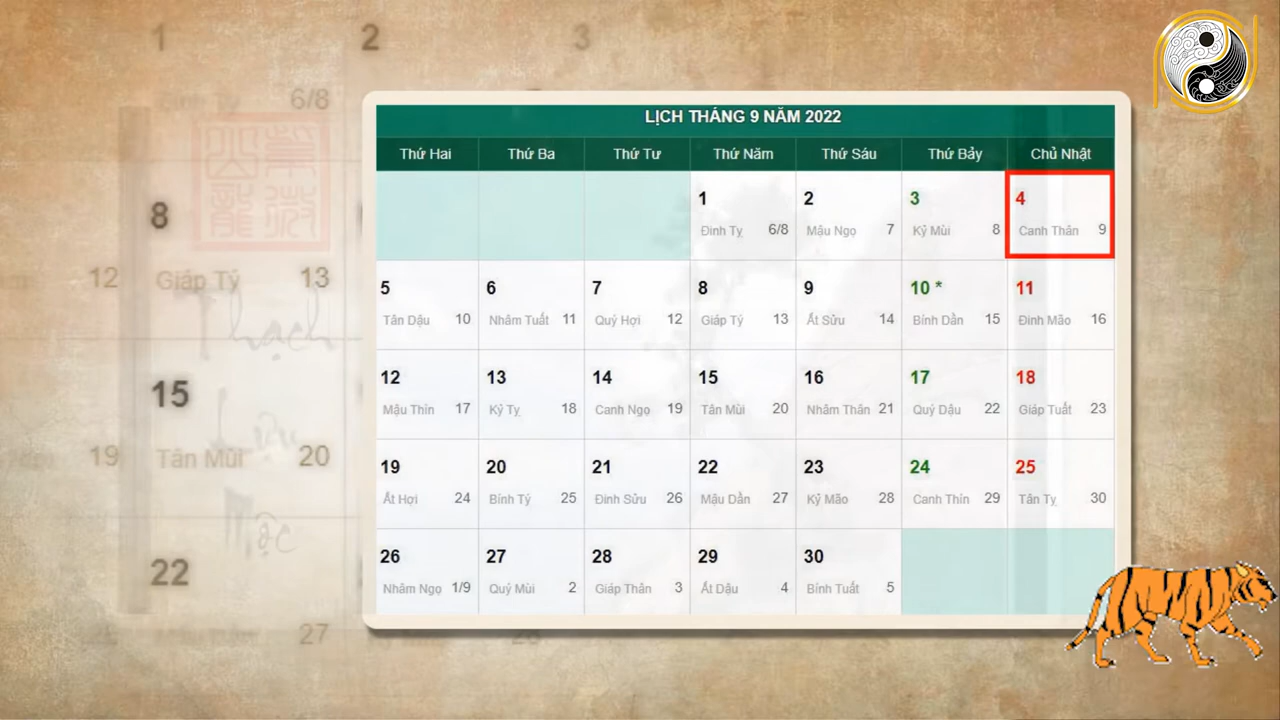 1 2 3
6/8
8
12 Giáp Tý 13
Thạch
15
Lựu
19 Tân Mùi 20
Mộc
22
27
LỊCH THÁNG 9 NĂM 2022
Thứ Hai Thứ Ba Thứ Tư Thứ Năm Thứ Sáu Thứ Bảy Chủ Nhật
1 2 3 4
Đinh Tỵ 6/8 Mậu Ngọ 7 Kỷ Mùi 8 Canh Thân 9
5 6 7 8 9 10 * 11
Tân Dậu 10 Nhâm Tuất 11 Quý Hợi 12 Giáp Tý 13 Ất Sửu 14 Bính Dần 15 Đinh Mão 16
12 13 14 15 16 17 18
Mậu Thìn 17 Kỷ Tỵ 18 Canh Ngọ 19 Tân Mùi 20 Nhâm Thân 21 Quý Dậu 22 Giáp Tuất 23
19 20 21 22 23 24 25
Ất Hợi 24 Bính Tý 25 Đinh Sửu 26 Mậu Dần 27 Kỷ Mão 28 Canh Thìn 29 Tân Tỵ 30
26 27 28 29 30
Nhâm Ngọ 1/9 Quý Mùi 2 Giáp Thân 3 Ất Dậu 4 Bính Tuất 5